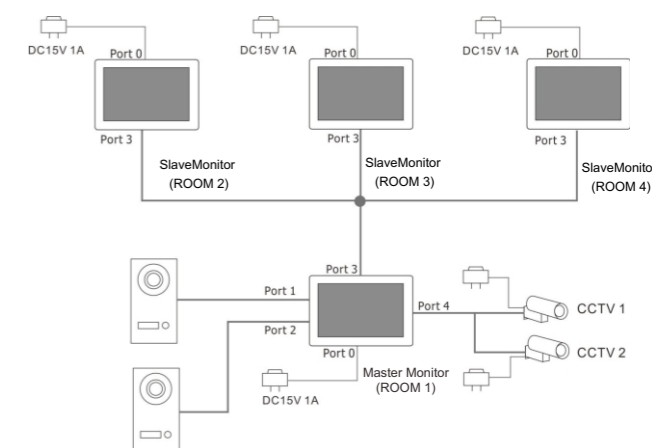 DC15V 1A
Port 0
DC15V 1A
Port 0
DC15V 1A
Port 0
Port 3
Port 3
Port 3
SlaveMonitor
(ROOM 2)
SlaveMonitor
(ROOM 3)
SlaveMonito
(ROOM 4)
Port 3
Port 1
Port 2
Port 4
CCTV 1
CCTV 2
Port 0
Master Monitor
(ROOM 1)
DC15V 1A